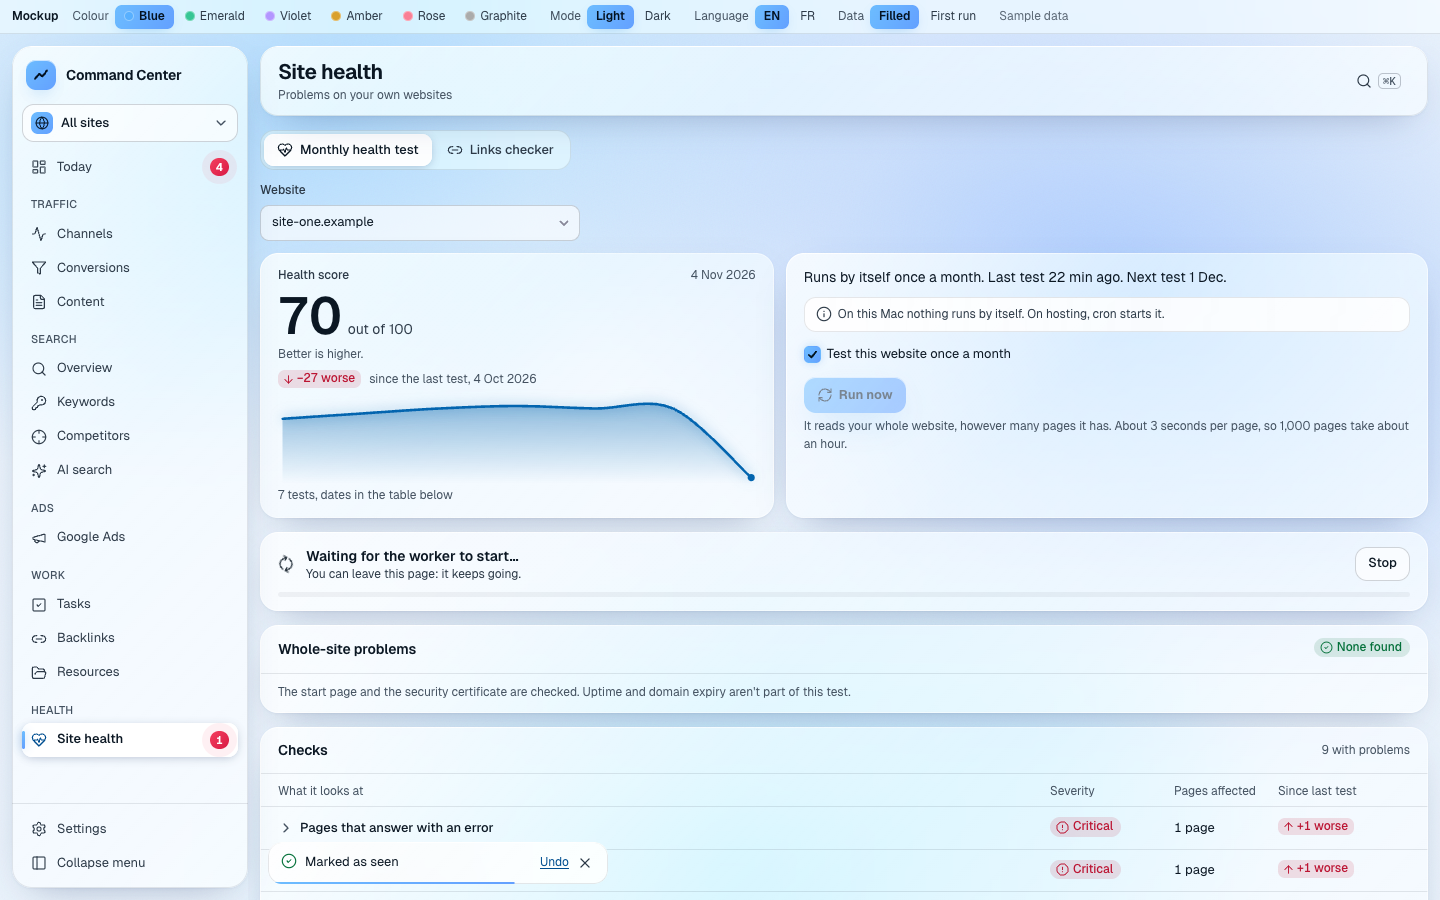 Mockup Colour Blue Emerald Violet Amber Rose Graphite Mode Light Dark Language EN FR Data Filled First run Sample data
Command Center
All sites
Today 4
TRAFFIC
Channels
Conversions
Content
SEARCH
Overview
Keywords
Competitors
AI search
ADS
Google Ads
WORK
Tasks
Backlinks
Resources
HEALTH
Site health 1
Settings
Collapse menu
Site health
Problems on your own websites
⌘K
Monthly health test Links checker
Website
site-one.example
Health score 4 Nov 2026
70 out of 100
Better is higher.
−27 worse since the last test, 4 Oct 2026
7 tests, dates in the table below
Runs by itself once a month. Last test 22 min ago. Next test 1 Dec.
On this Mac nothing runs by itself. On hosting, cron starts it.
Test this website once a month
Run now
It reads your whole website, however many pages it has. About 3 seconds per page, so 1,000 pages take about
an hour.
Waiting for the worker to start…
You can leave this page: it keeps going.
Stop
Whole-site problems None found
The start page and the security certificate are checked. Uptime and domain expiry aren't part of this test.
Checks 9 with problems
What it looks at Severity Pages affected Since last test
Pages that answer with an error Critical 1 page +1 worse
Critical 1 page +1 worse
Marked as seen Undo